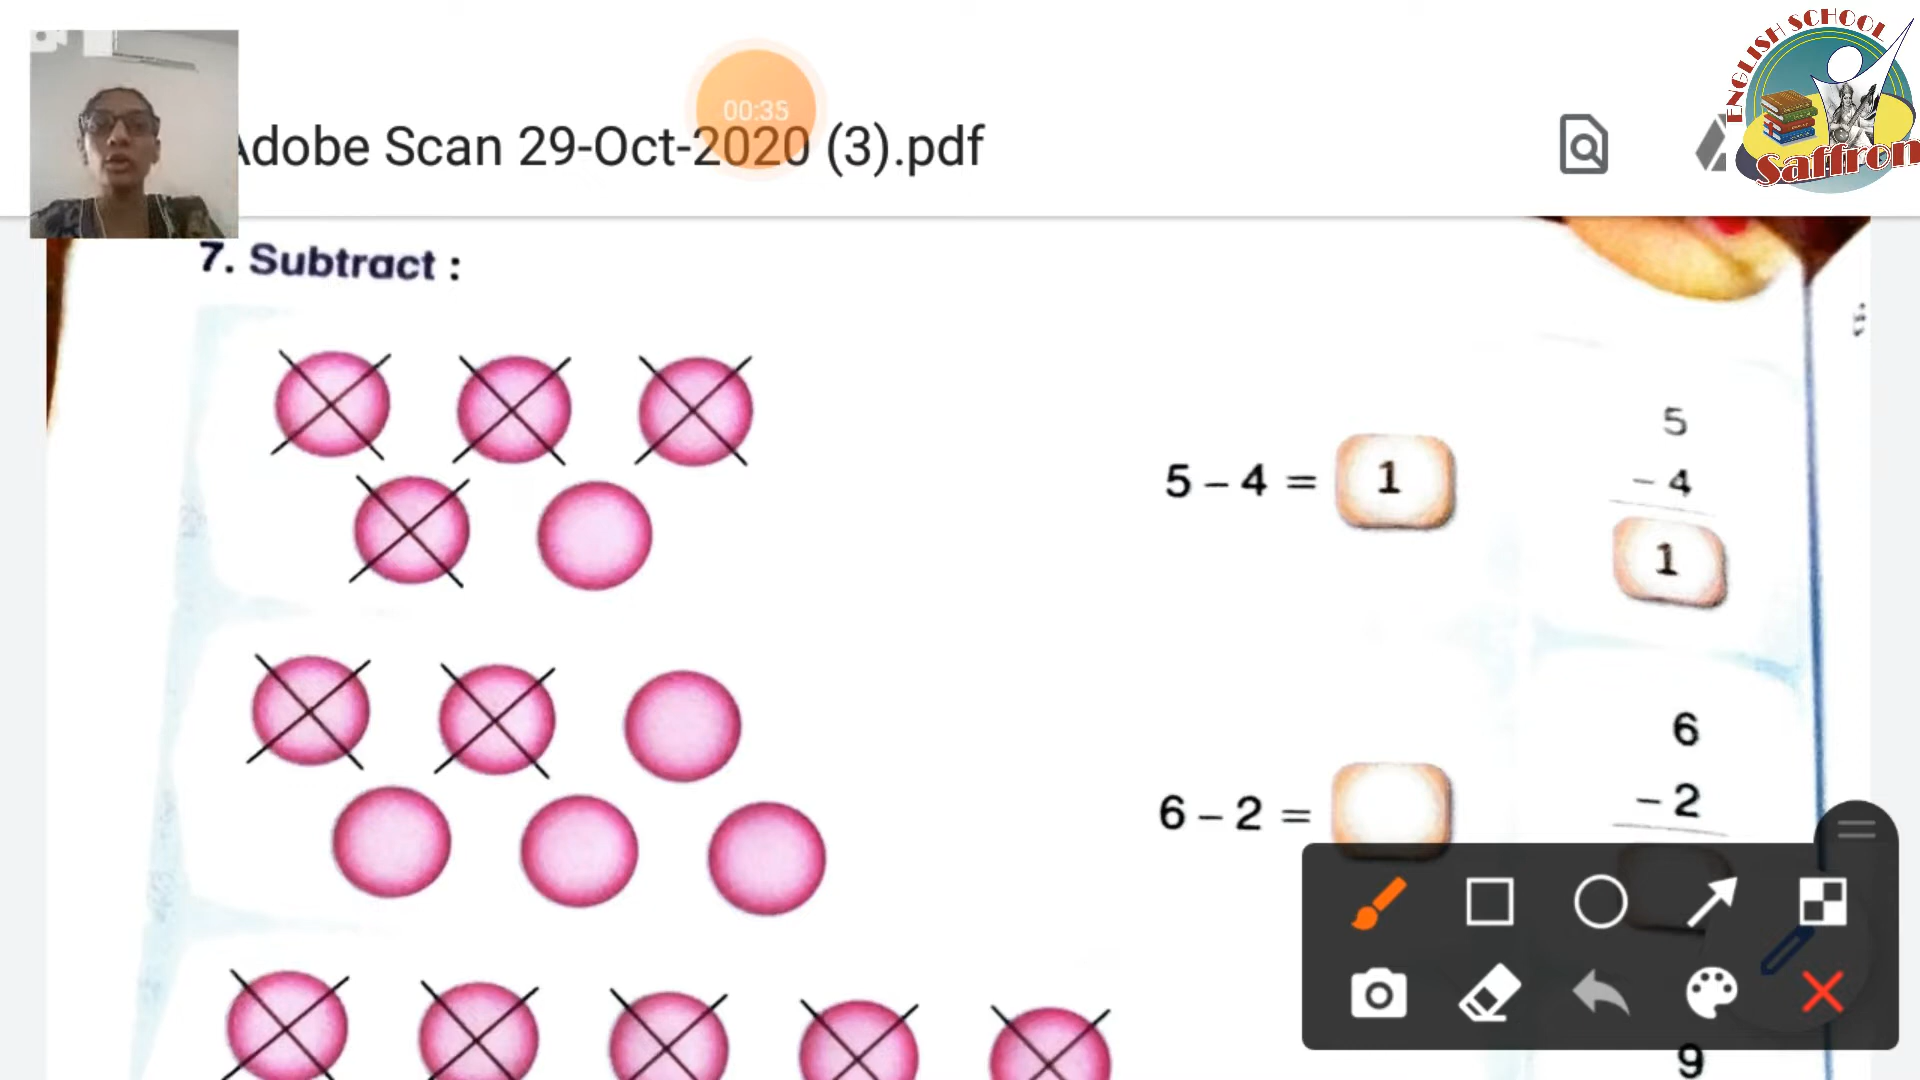 ENGLISH SCHOOL
Saffron
00:35
Adobe Scan 29-Oct-2020 (3).pdf
7. Subtract :
5 – 4 = 1
5
– 4
1
6 – 2 =
6
– 2
9